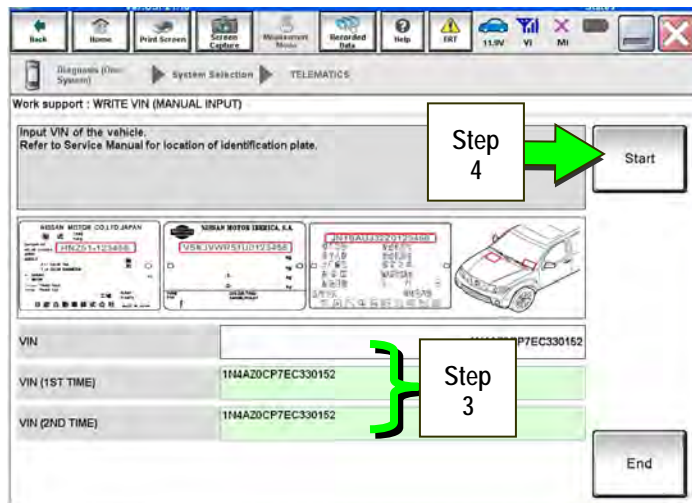 Back
Home
Print Screen
Screen Capture
Measurement Mode
Recorded Data
Help
ERT
11.9V
VI
MI
Diagnosis (One System)
System Selection
TELEMATICS
Work support : WRITE VIN (MANUAL INPUT)
Input VIN of the vehicle.
Refer to Service Manual for location of identification plate.
Step 4
Start
NISSAN MOTOR CO.,LTD.JAPAN
HNZ51-123456
NISSAN MOTOR IBERICA, S.A.
VIN
P7EC330152
VIN (1ST TIME)
1N4AZ0CP7EC330152
VIN (2ND TIME)
1N4AZ0CP7EC330152
Step 3
End